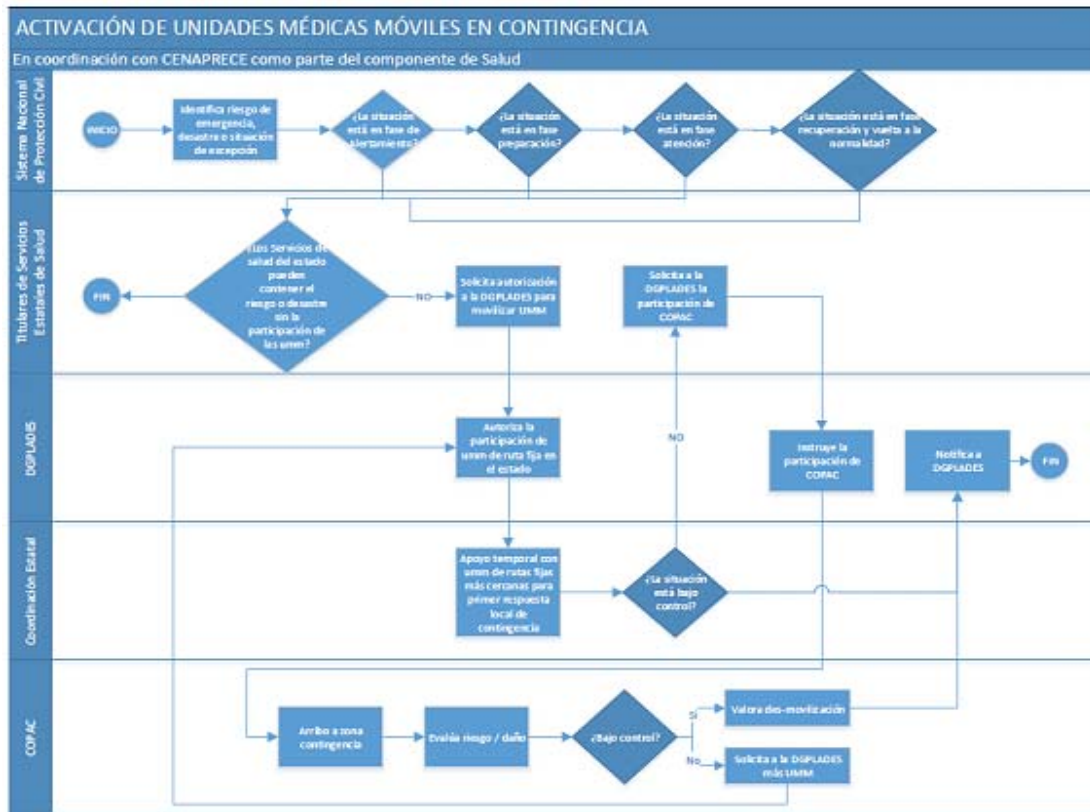 ACTIVACIÓN DE UNIDADES MÉDICAS MÓVILES EN CONTINGENCIA
En coordinación con CENAPRECE como parte del componente de Salud
Sistema Nacional
de Protección Civil
INICIO
Identifica riesgo de
emergencia,
desastre o situación
de excepción
¿La situación
está en fase de
alertamiento?
¿La situación
está en fase
preparación?
¿La situación
está en fase
atención?
¿La situación está en fase
recuperación y vuelta a la
normalidad?
Titulares de Servicios
Estatales de Salud
FIN
¿Los Servicios de
salud del estado
pueden
contener el
riesgo o desastre
sin la
participación de
las umm?
NO
Solicita autorización
a la DGPLADES para
movilizar UMM
Solicita a la
DGPLADES la
participación de
COPAC
DGPLADES
Autoriza la
participación de
umm de ruta fija en
el estado
NO
Instruye la
participación de
COPAC
Notifica a
DGPLADES
FIN
Coordinación Estatal
Apoyo temporal con
umm de rutas fijas
más cercanas para
primer respuesta
local de
contingencia
¿La situación
está bajo
control?
COPAC
Arribo a zona
contingencia
Evalúa riesgo / daño
¿Bajo control?
Si
Valora des-movilización
No
Solicita a la DGPLADES
más UMM